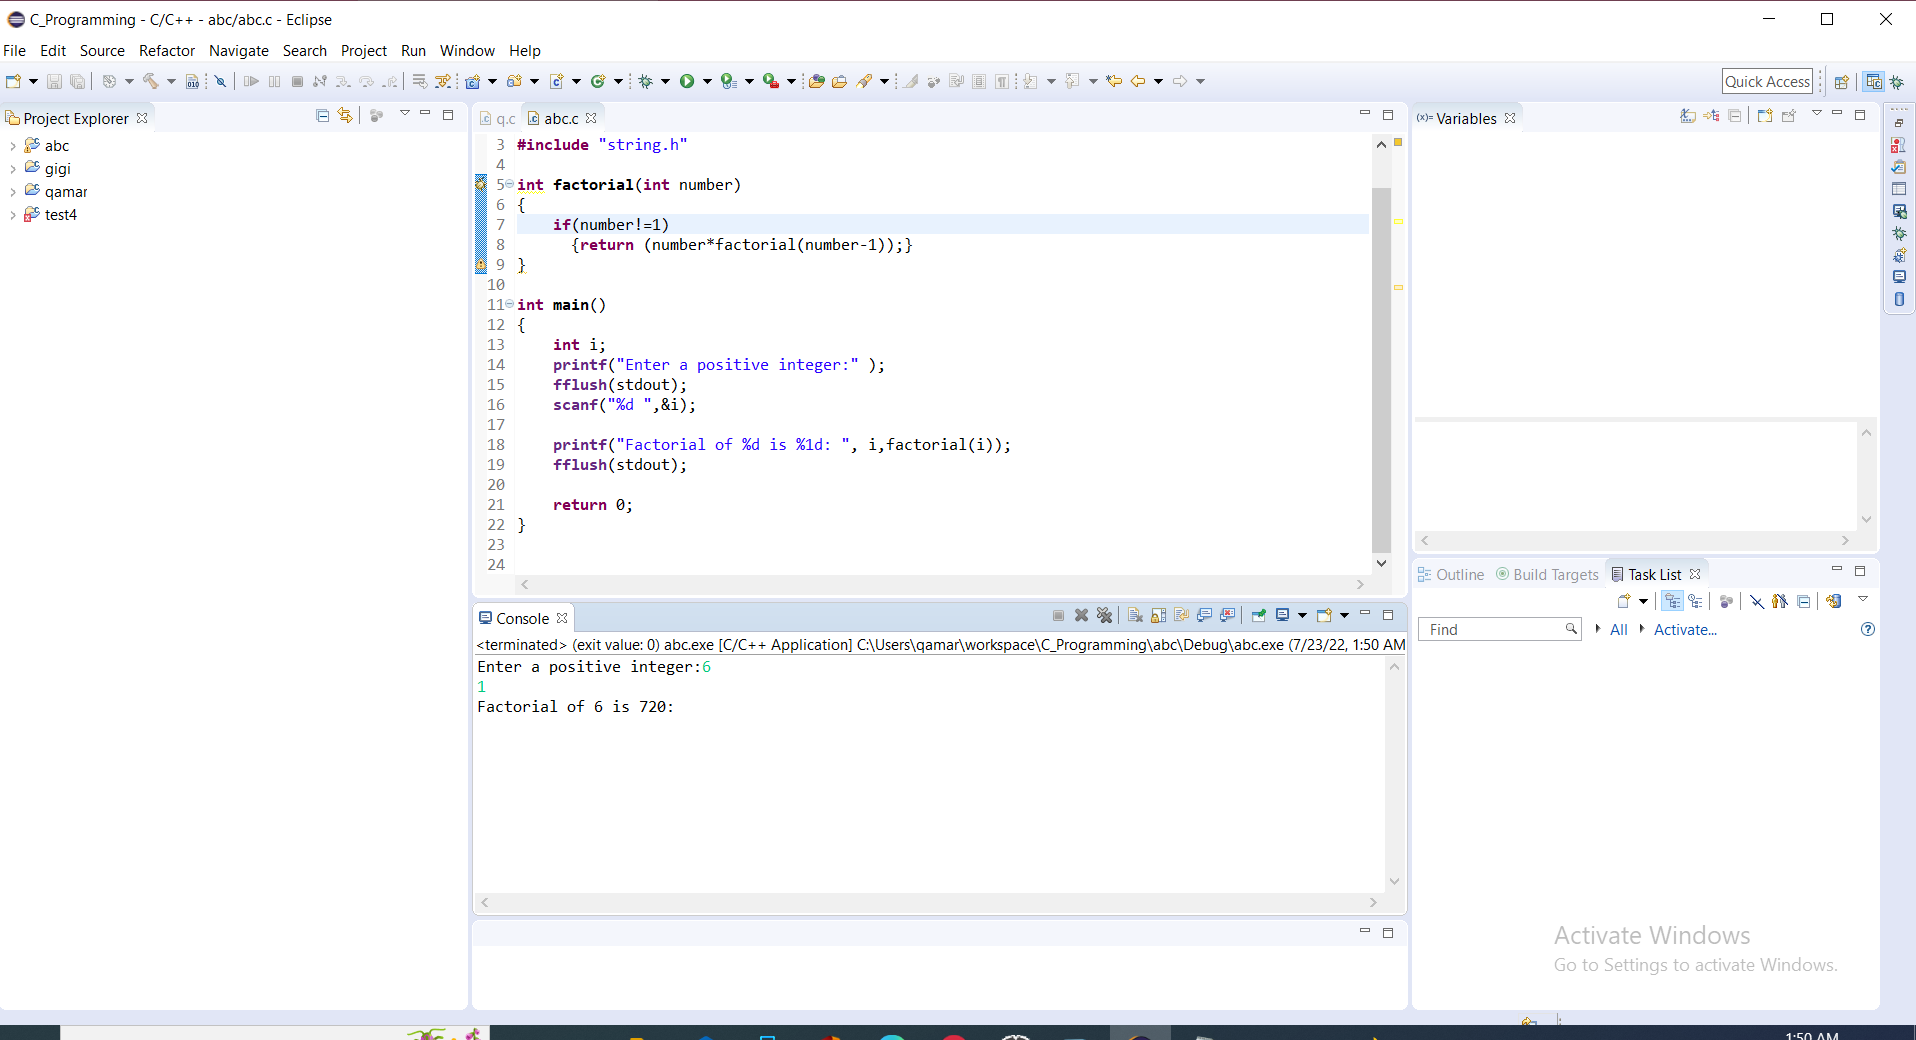 C_Programming - C/C++ - abc/abc.c - Eclipse
File Edit Source Refactor Navigate Search Project Run Window Help
Quick Access
Project Explorer
abc
gigi
qamar
test4
q.c abc.c
3 #include "string.h"
4
5 int factorial(int number)
6 {
7 if(number!=1)
8 {return (number*factorial(number-1));}
9 }
10
11 int main()
12 {
13 int i;
14 printf("Enter a positive integer:" );
15 fflush(stdout);
16 scanf("%d ",&i);
17
18 printf("Factorial of %d is %1d: ", i,factorial(i));
19 fflush(stdout);
20
21 return 0;
22 }
23
24
Console
<terminated> (exit value: 0) abc.exe [C/C++ Application] C:\Users\qamar\workspace\C_Programming\abc\Debug\abc.exe (7/23/22, 1:50 AM
Enter a positive integer:6
1
Factorial of 6 is 720:
(x)= Variables
Outline Build Targets Task List
Find All Activate...
Activate Windows
Go to Settings to activate Windows.
1:50 AM